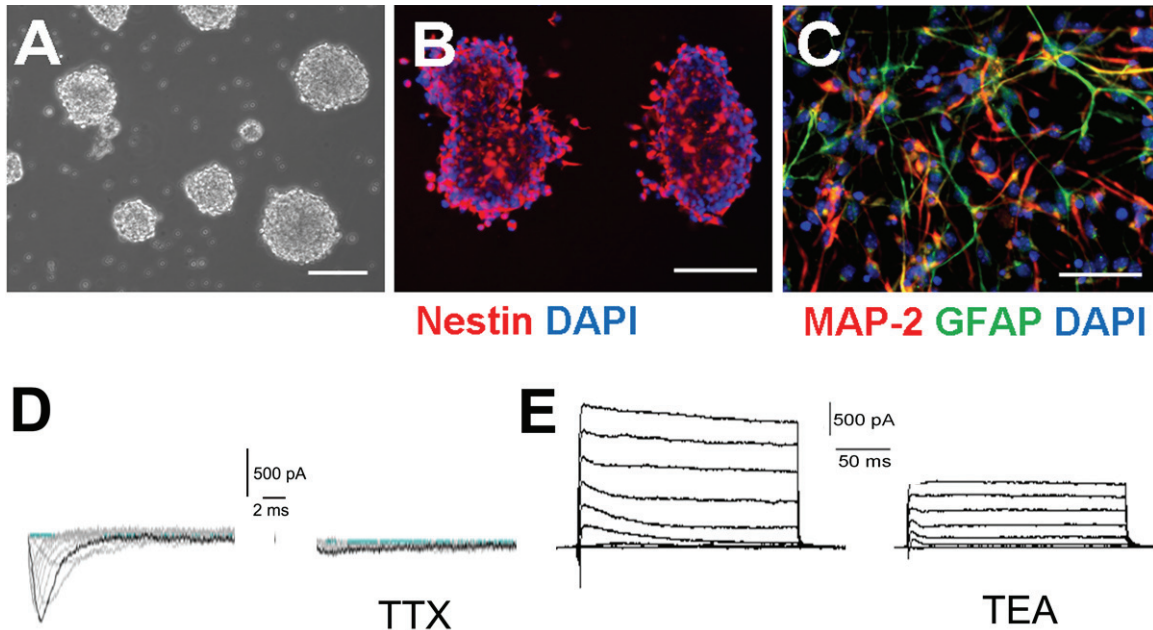 A
B
C
Nestin DAPI
MAP-2 GFAP DAPI
D
500 pA
2 ms
TTX
E
500 pA
50 ms
TEA